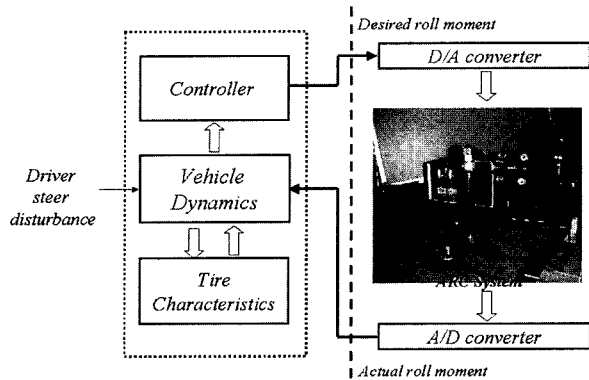 Desired roll moment
D/A converter
Controller
Driver
steer
disturbance
Vehicle
Dynamics
Tire
Characteristics
ARC System
A/D converter
Actual roll moment